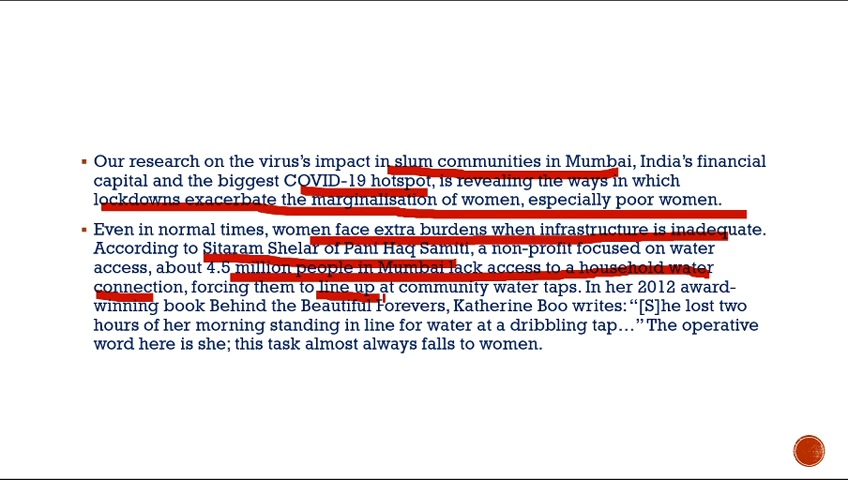 ▪ Our research on the virus's impact in slum communities in Mumbai, India's financial
capital and the biggest COVID-19 hotspot, is revealing the ways in which
lockdowns exacerbate the marginalisation of women, especially poor women.
▪ Even in normal times, women face extra burdens when infrastructure is inadequate.
According to Sitaram Shelar of Pani Haq Samiti, a non-profit focused on water
access, about 4.5 million people in Mumbai lack access to a household water
connection, forcing them to line up at community water taps. In her 2012 award-
winning book Behind the Beautiful Forevers, Katherine Boo writes: “[S]he lost two
hours of her morning standing in line for water at a dribbling tap…” The operative
word here is she; this task almost always falls to women.